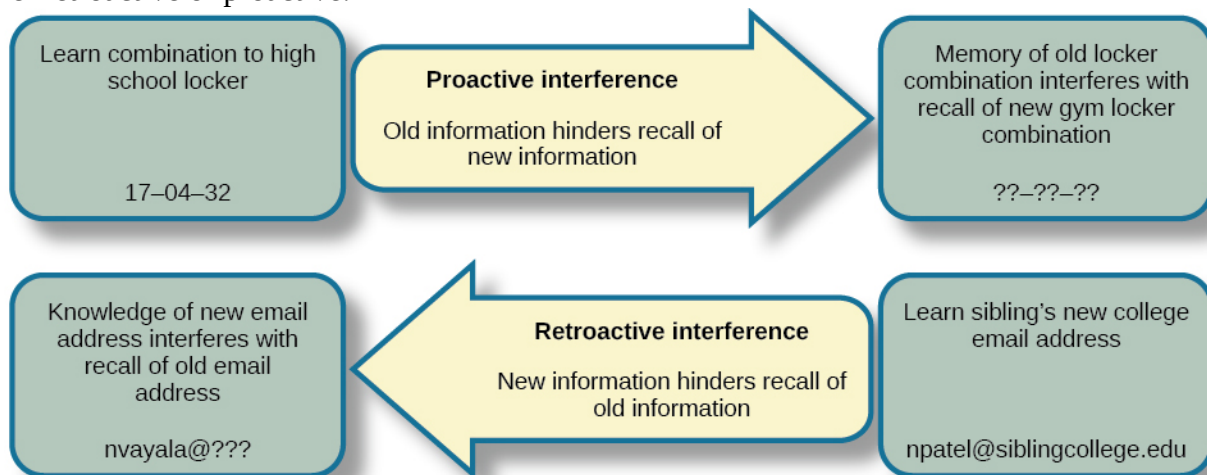 Learn combination to high
school locker
17–04–32
Proactive interference
Old information hinders recall of
new information
Memory of old locker
combination interferes with
recall of new gym locker
combination
??–??–??
Knowledge of new email
address interferes with
recall of old email
address
nvayala@???
Retroactive interference
New information hinders recall of
old information
Learn sibling’s new college
email address
npatel@siblingcollege.edu